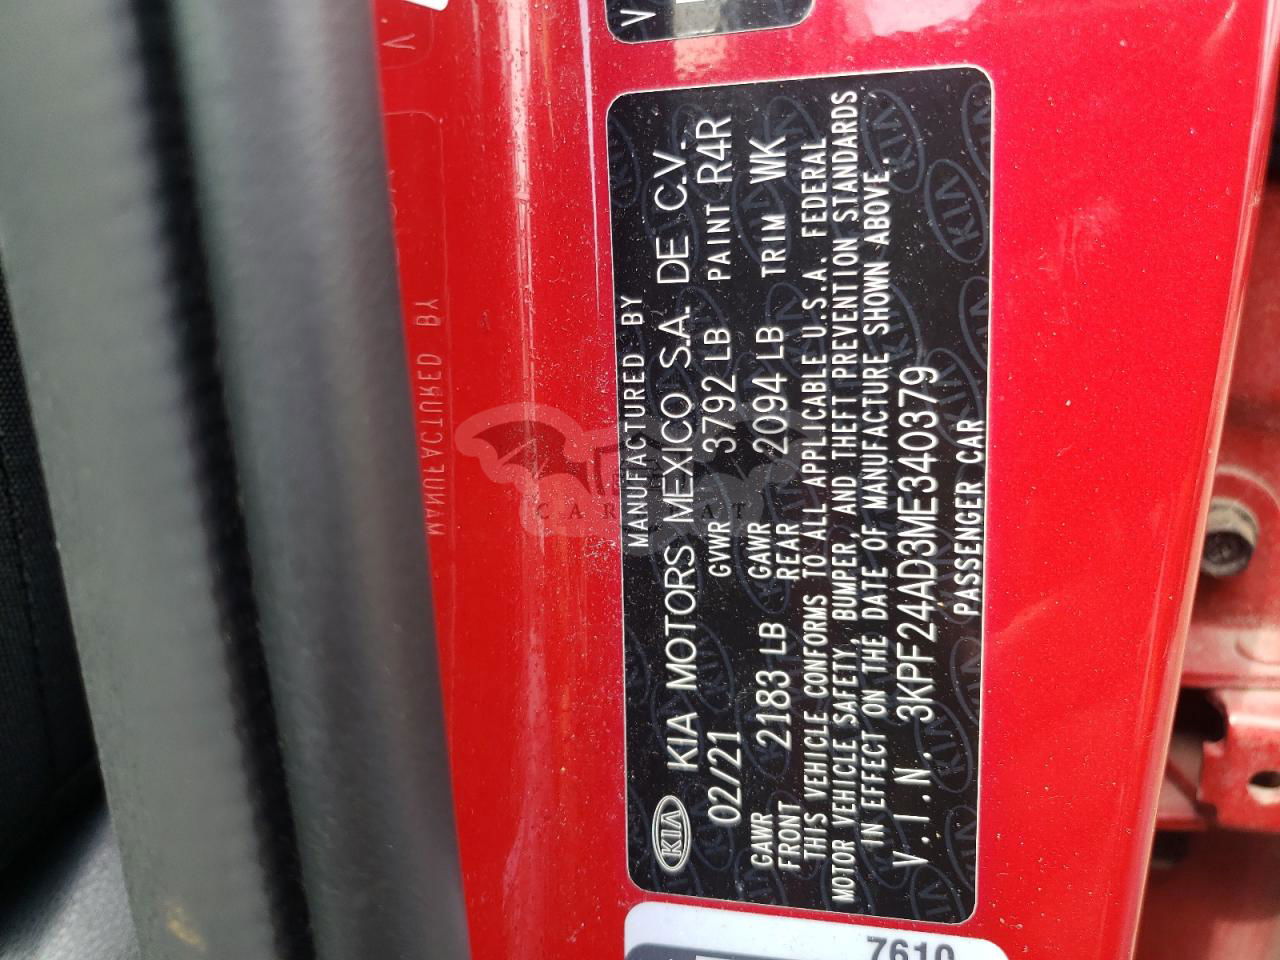 MANUFACTURED BY
KIA KIA MOTORS MEXICO S.A. DE C.V.
02/21 GVWR 3792 LB PAINT R4R
GAWR FRONT 2183 LB GAWR REAR 2094 LB TRIM WK
THIS VEHICLE CONFORMS TO ALL APPLICABLE U.S.A. FEDERAL
MOTOR VEHICLE SAFETY, BUMPER, AND THEFT PREVENTION STANDARDS
IN EFFECT ON THE DATE OF MANUFACTURE SHOWN ABOVE.
V.I.N. 3KPF24AD3ME340379
PASSENGER CAR
7610